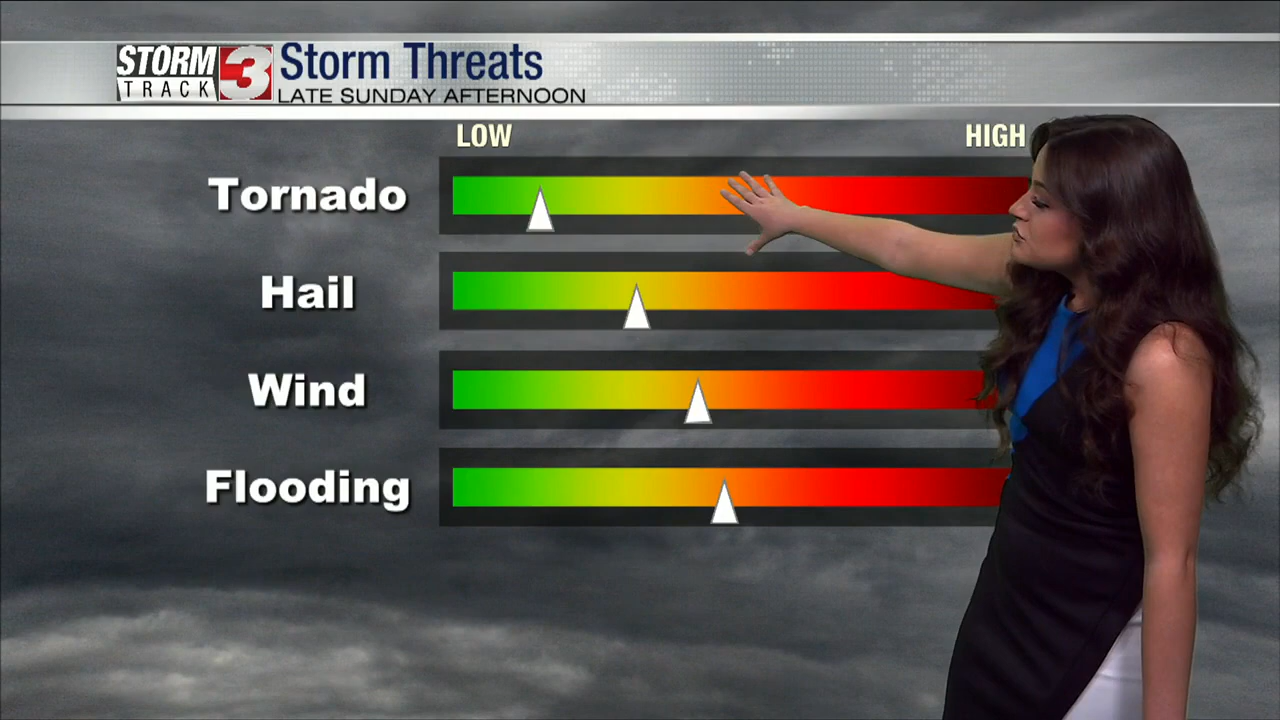 STORM
TRACK 3
Storm Threats
LATE SUNDAY AFTERNOON
LOW HIGH
Tornado
Hail
Wind
Flooding